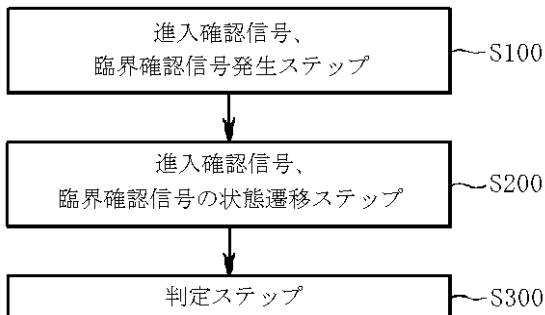 進入確認信号、
臨界確認信号発生ステップ
S100
進入確認信号、
臨界確認信号の状態遷移ステップ
S200
判定ステップ
S300